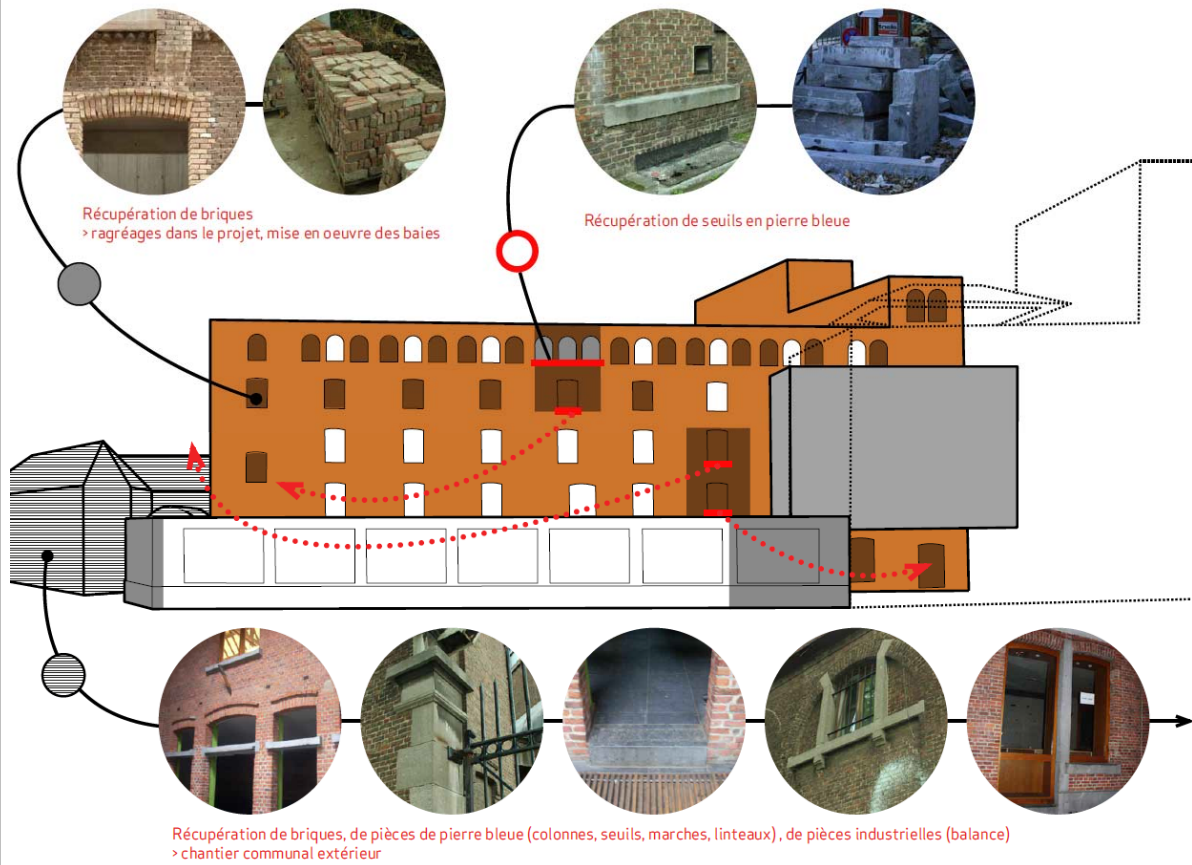 Récupération de briques
> ragréages dans le projet, mise en oeuvre des baies
Récupération de seuils en pierre bleue
Récupération de briques, de pièces de pierre bleue (colonnes, seuils, marches, linteaux), de pièces industrielles (balance)
> chantier communal extérieur